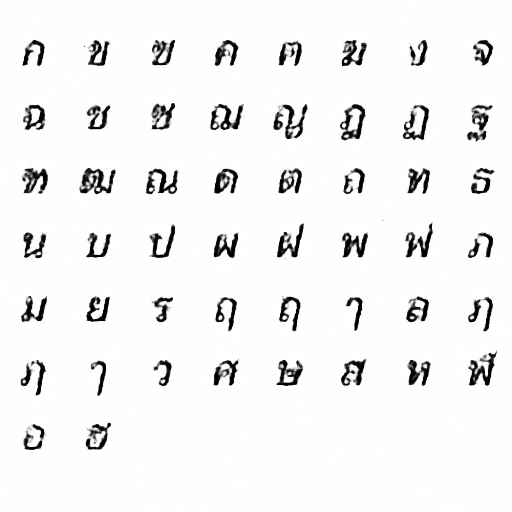 ก ข ฃ ค ฅ ฆ ง จ
ฉ ช ซ ฌ ญ ฎ ฏ ฐ
ฑ ฒ ณ ด ต ถ ท ธ
น บ ป ผ ฝ พ ฟ ภ
ม ย ร ฤ ฤ ๅ ล ฦ
ฦ ๅ ว ศ ษ ส ห ฬ
อ ฮ